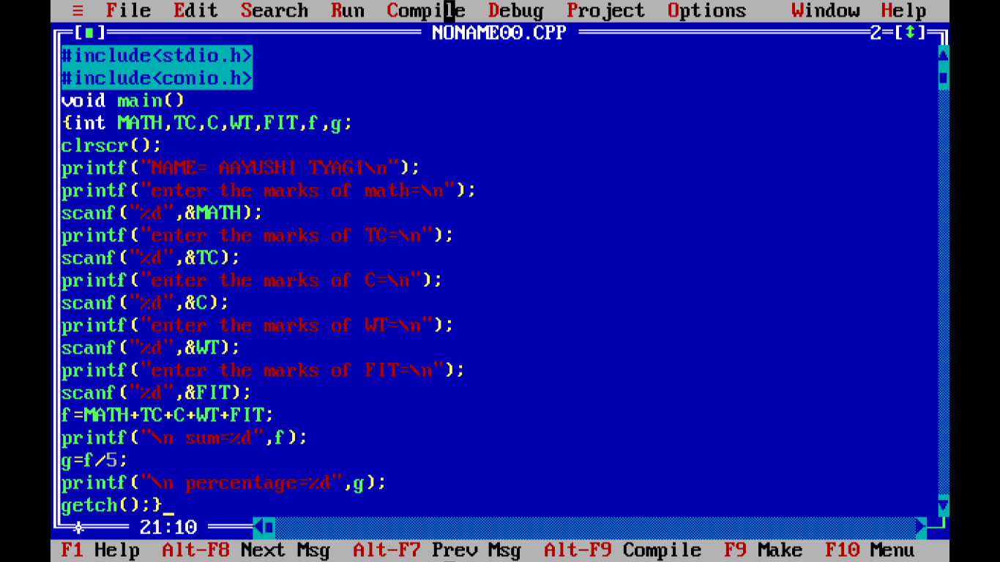 ≡ File Edit Search Run Compile Debug Project Options Window Help
[■] NONAME00.CPP 2=[↕]
#include<stdio.h>
#include<conio.h>
void main()
{int MATH,TC,C,WT,FIT,f,g;
clrscr();
printf("NAME= AAYUSHI TYAGI\n");
printf("enter the marks of math=\n");
scanf("%d",&MATH);
printf("enter the marks of TC=\n");
scanf("%d",&TC);
printf("enter the marks of C=\n");
scanf("%d",&C);
printf("enter the marks of WT=\n");
scanf("%d",&WT);
printf("enter the marks of FIT=\n");
scanf("%d",&FIT);
f=MATH+TC+C+WT+FIT;
printf("\n sum=%d",f);
g=f/5;
printf("\n percentage=%d",g);
getch();}_
21:10
F1 Help Alt-F8 Next Msg Alt-F7 Prev Msg Alt-F9 Compile F9 Make F10 Menu